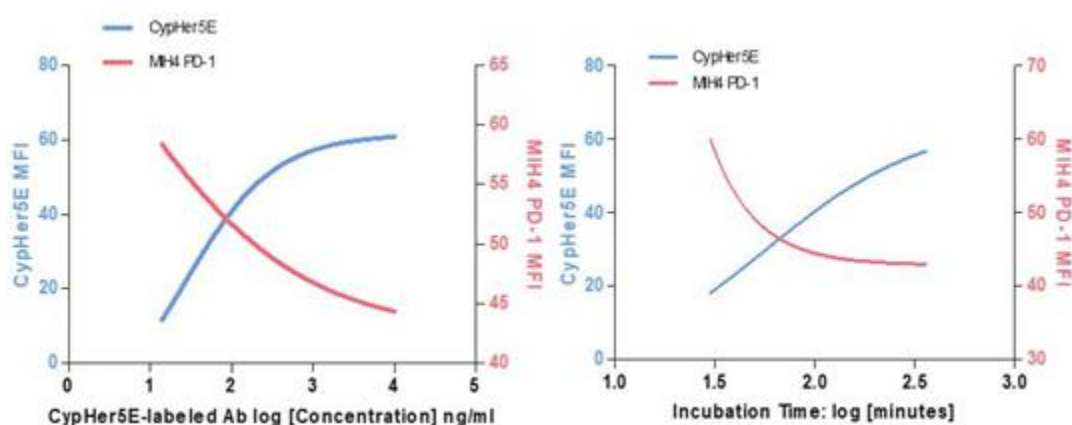 CypHer5E
MIH4 PD-1
80
60
40
20
0
CypHer5E MFI
65
60
55
50
45
40
MIH4 PD-1 MFI
0 1 2 3 4 5
CypHer5E-labeled Ab log [Concentration] ng/ml
CypHer5E
MIH4 PD-1
80
60
40
20
0
CypHer5E MFI
70
60
50
40
30
MIH4 PD-1 MFI
1.0 1.5 2.0 2.5 3.0
Incubation Time: log [minutes]